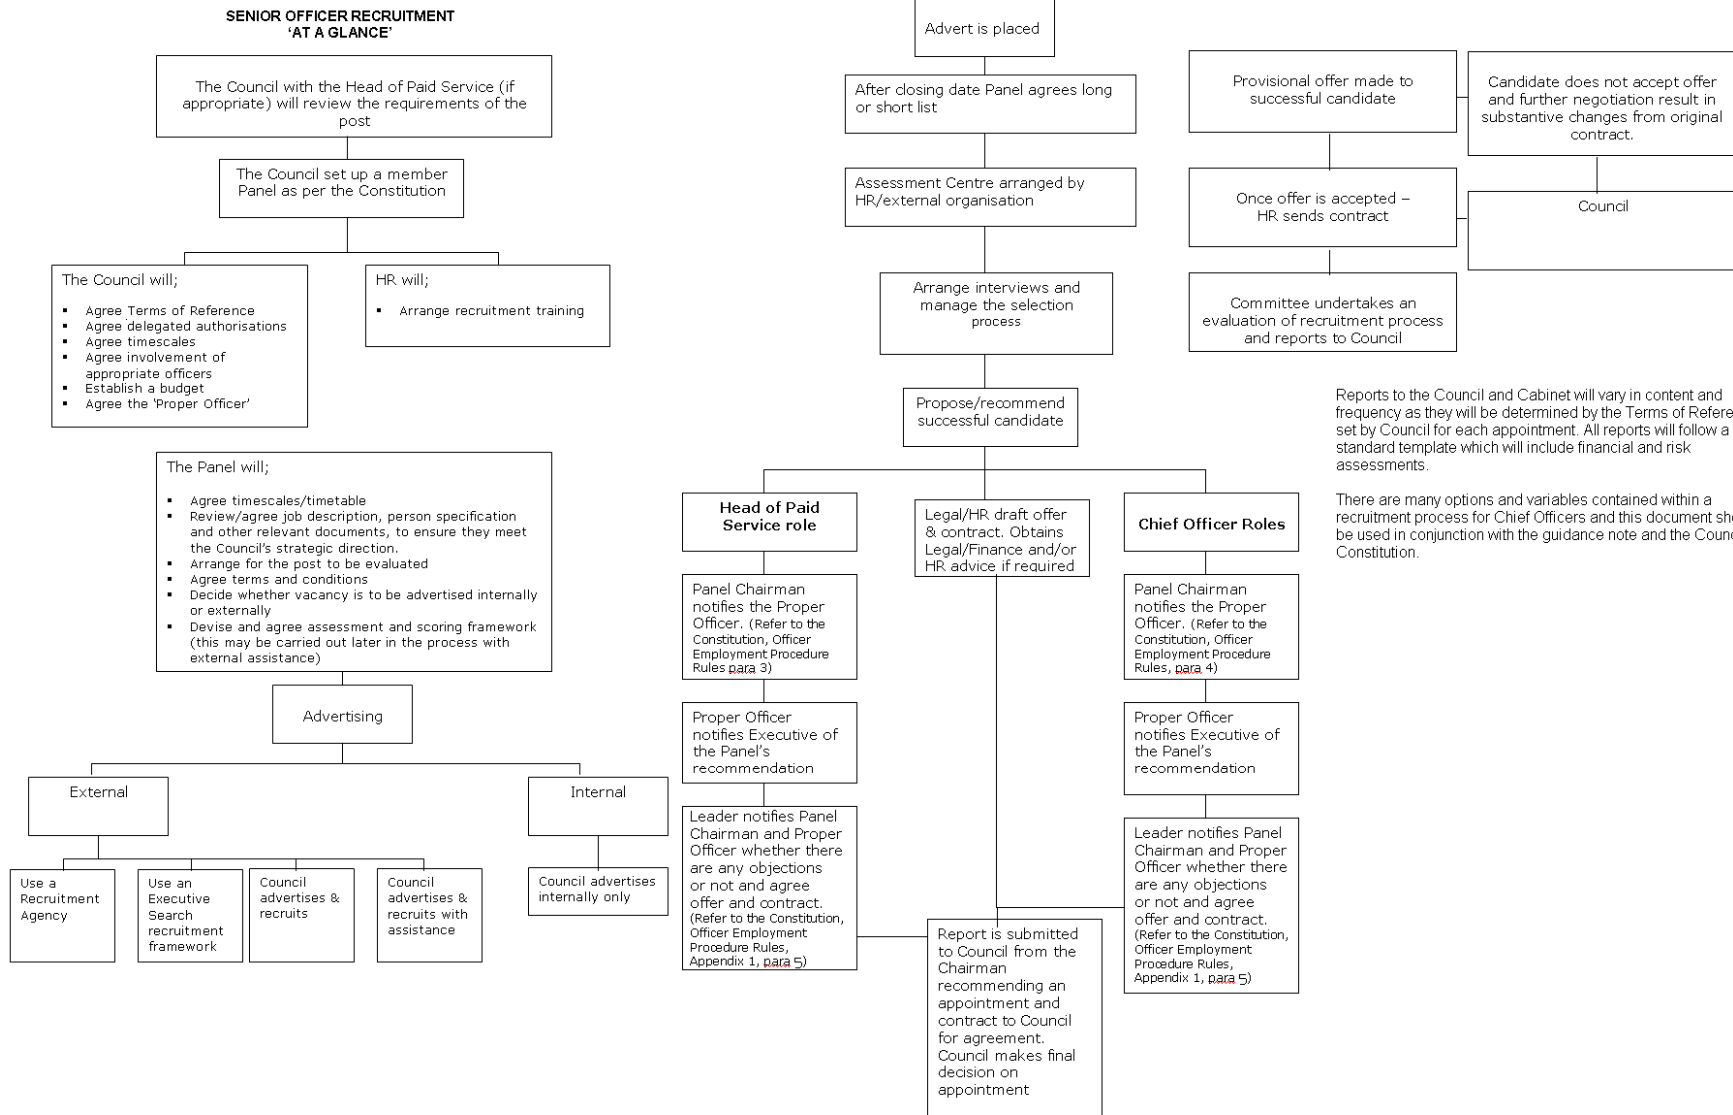 SENIOR OFFICER RECRUITMENT
‘AT A GLANCE’
The Council with the Head of Paid Service (if
appropriate) will review the requirements of the
post
The Council set up a member
Panel as per the Constitution
The Council will;
▪ Agree Terms of Reference
▪ Agree delegated authorisations
▪ Agree timescales
▪ Agree involvement of
appropriate officers
▪ Establish a budget
▪ Agree the ‘Proper Officer’
HR will;
▪ Arrange recruitment training
The Panel will;
▪ Agree timescales/timetable
▪ Review/agree job description, person specification
and other relevant documents, to ensure they meet
the Council’s strategic direction.
▪ Arrange for the post to be evaluated
▪ Agree terms and conditions
▪ Decide whether vacancy is to be advertised internally
or externally
▪ Devise and agree assessment and scoring framework
(this may be carried out later in the process with
external assistance)
Advertising
External
Internal
Use a
Recruitment
Agency
Use an
Executive
Search
recruitment
framework
Council
advertises &
recruits
Council
advertises &
recruits with
assistance
Council advertises
internally only
Advert is placed
After closing date Panel agrees long
or short list
Assessment Centre arranged by
HR/external organisation
Arrange interviews and
manage the selection
process
Propose/recommend
successful candidate
Head of Paid
Service role
Panel Chairman
notifies the Proper
Officer. (Refer to the
Constitution, Officer
Employment Procedure
Rules para 3)
Proper Officer
notifies Executive of
the Panel’s
recommendation
Leader notifies Panel
Chairman and Proper
Officer whether there
are any objections
or not and agree
offer and contract.
(Refer to the Constitution,
Officer Employment
Procedure Rules,
Appendix 1, para 5)
Legal/HR draft offer
& contract. Obtains
Legal/Finance and/or
HR advice if required
Chief Officer Roles
Panel Chairman
notifies the Proper
Officer. (Refer to the
Constitution, Officer
Employment Procedure
Rules, para 4)
Proper Officer
notifies Executive of
the Panel’s
recommendation
Leader notifies Panel
Chairman and Proper
Officer whether there
are any objections
or not and agree
offer and contract.
(Refer to the Constitution,
Officer Employment
Procedure Rules,
Appendix 1, para 5)
Report is submitted
to Council from the
Chairman
recommending an
appointment and
contract to Council
for agreement.
Council makes final
decision on
appointment
Provisional offer made to
successful candidate
Candidate does not accept offer
and further negotiation result in
substantive changes from original
contract.
Once offer is accepted –
HR sends contract
Council
Committee undertakes an
evaluation of recruitment process
and reports to Council
Reports to the Council and Cabinet will vary in content and
frequency as they will be determined by the Terms of
set by Council for each appointment. All reports will follow a
standard template which will include financial and risk
assessments.
There are many options and variables contained within a
recruitment process for Chief Officers and this document
be used in conjunction with the guidance note and the
Constitution.